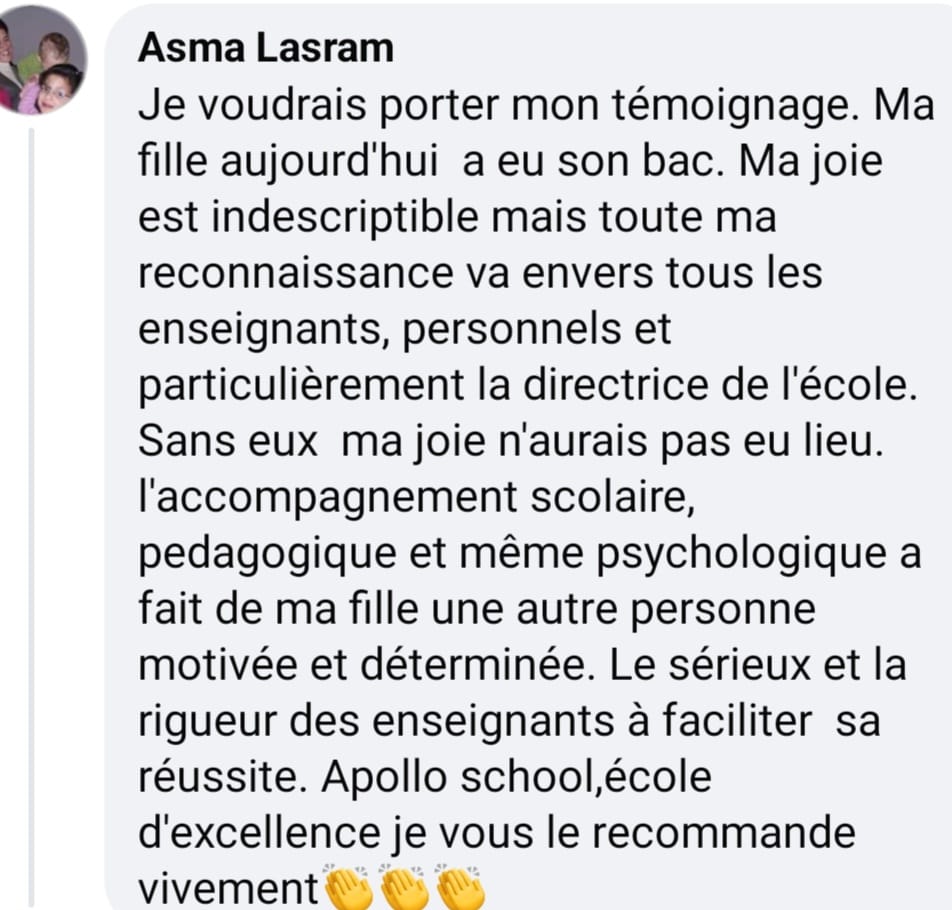 Asma Lasram
Je voudrais porter mon témoignage. Ma
fille aujourd'hui  a eu son bac. Ma joie
est indescriptible mais toute ma
reconnaissance va envers tous les
enseignants, personnels et
particulièrement la directrice de l'école.
Sans eux  ma joie n'aurais pas eu lieu.
l'accompagnement scolaire,
pedagogique et même psychologique a
fait de ma fille une autre personne
motivée et déterminée. Le sérieux et la
rigueur des enseignants à faciliter  sa
réussite. Apollo school,école
d'excellence je vous le recommande
vivement👏👏👏